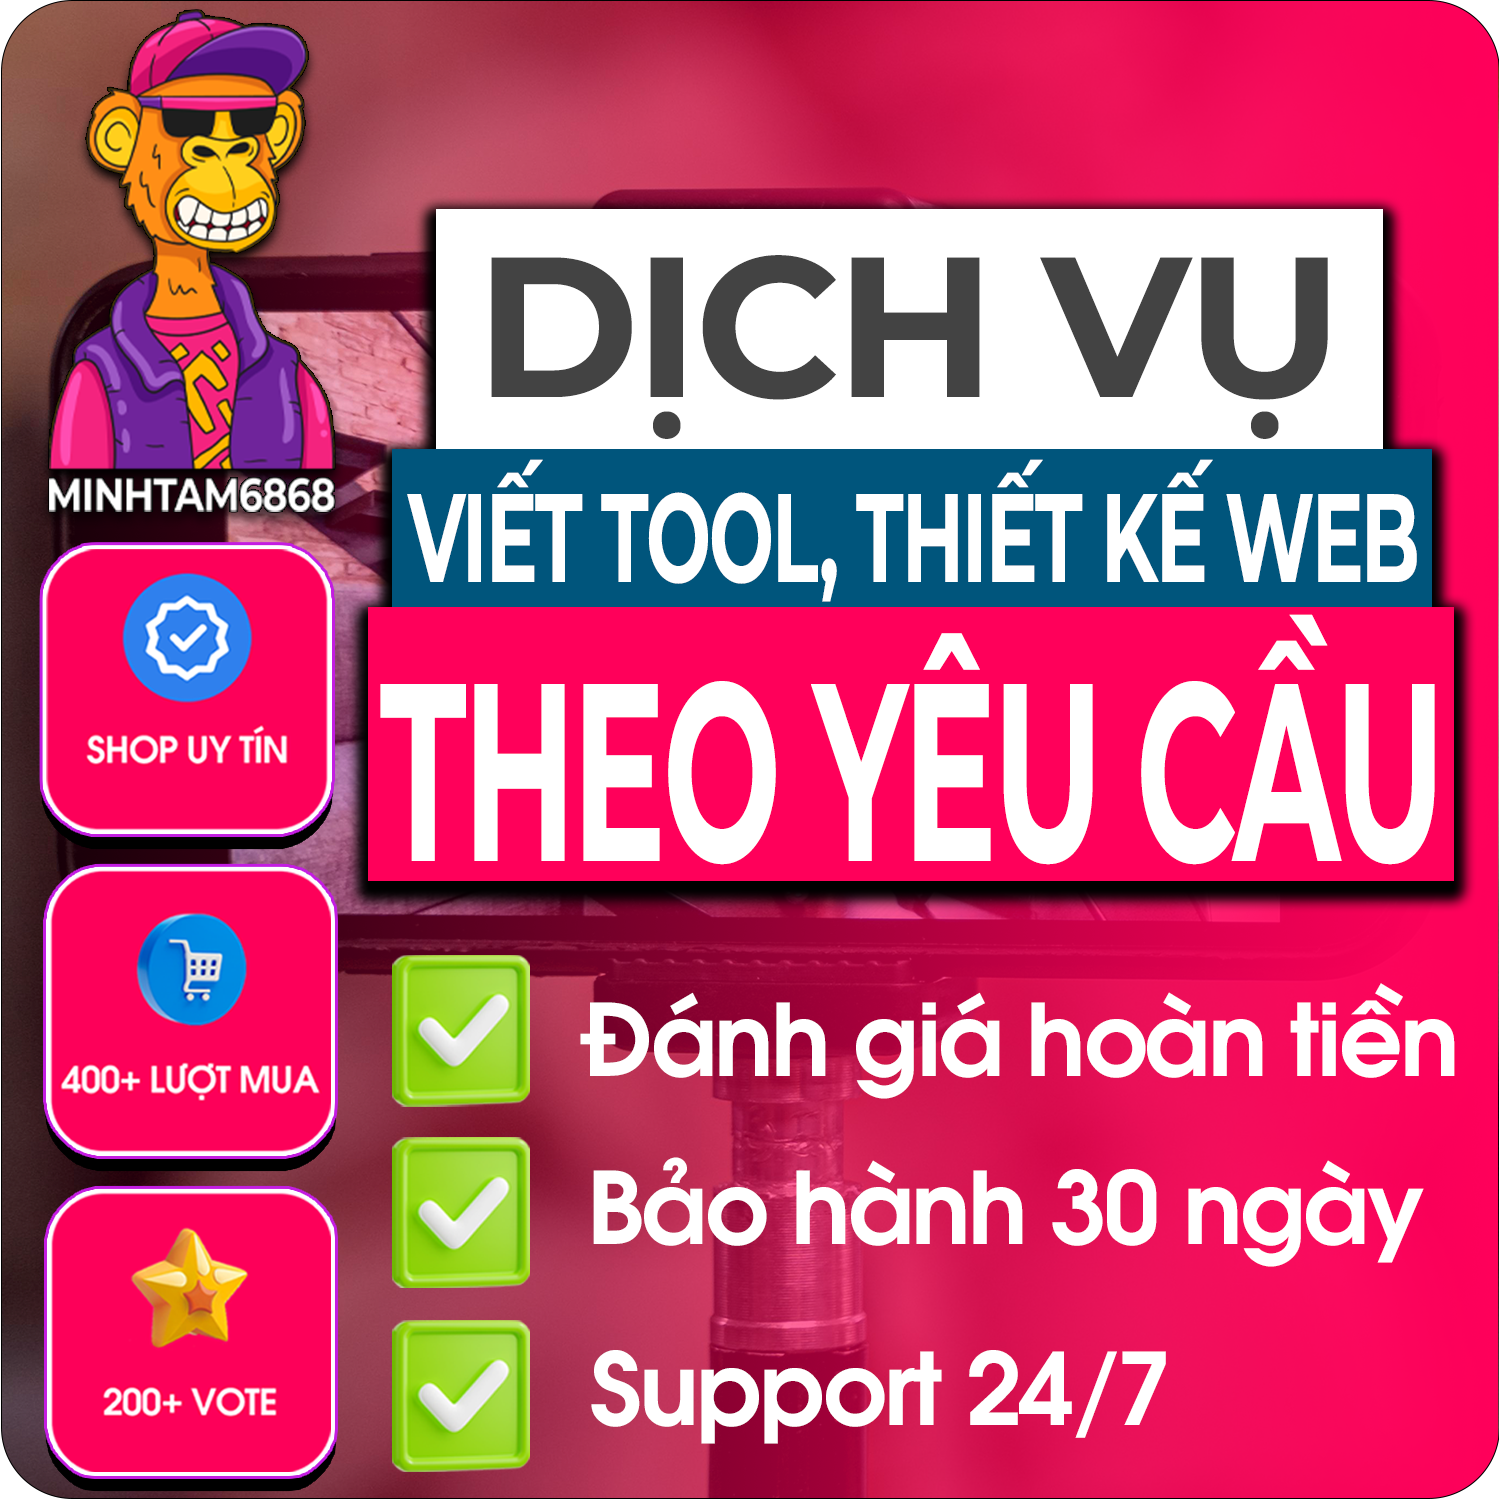 MINHTAM6868
DỊCH VỤ
VIẾT TOOL, THIẾT KẾ WEB
THEO YÊU CẦU
SHOP UY TÍN
400+ LƯỢT MUA
200+ VOTE
Đánh giá hoàn tiền
Bảo hành 30 ngày
Support 24/7